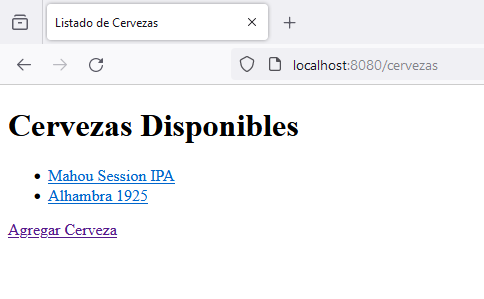 Listado de Cervezas
localhost:8080/cervezas
Cervezas Disponibles
Mahou Session IPA
Alhambra 1925
Agregar Cerveza